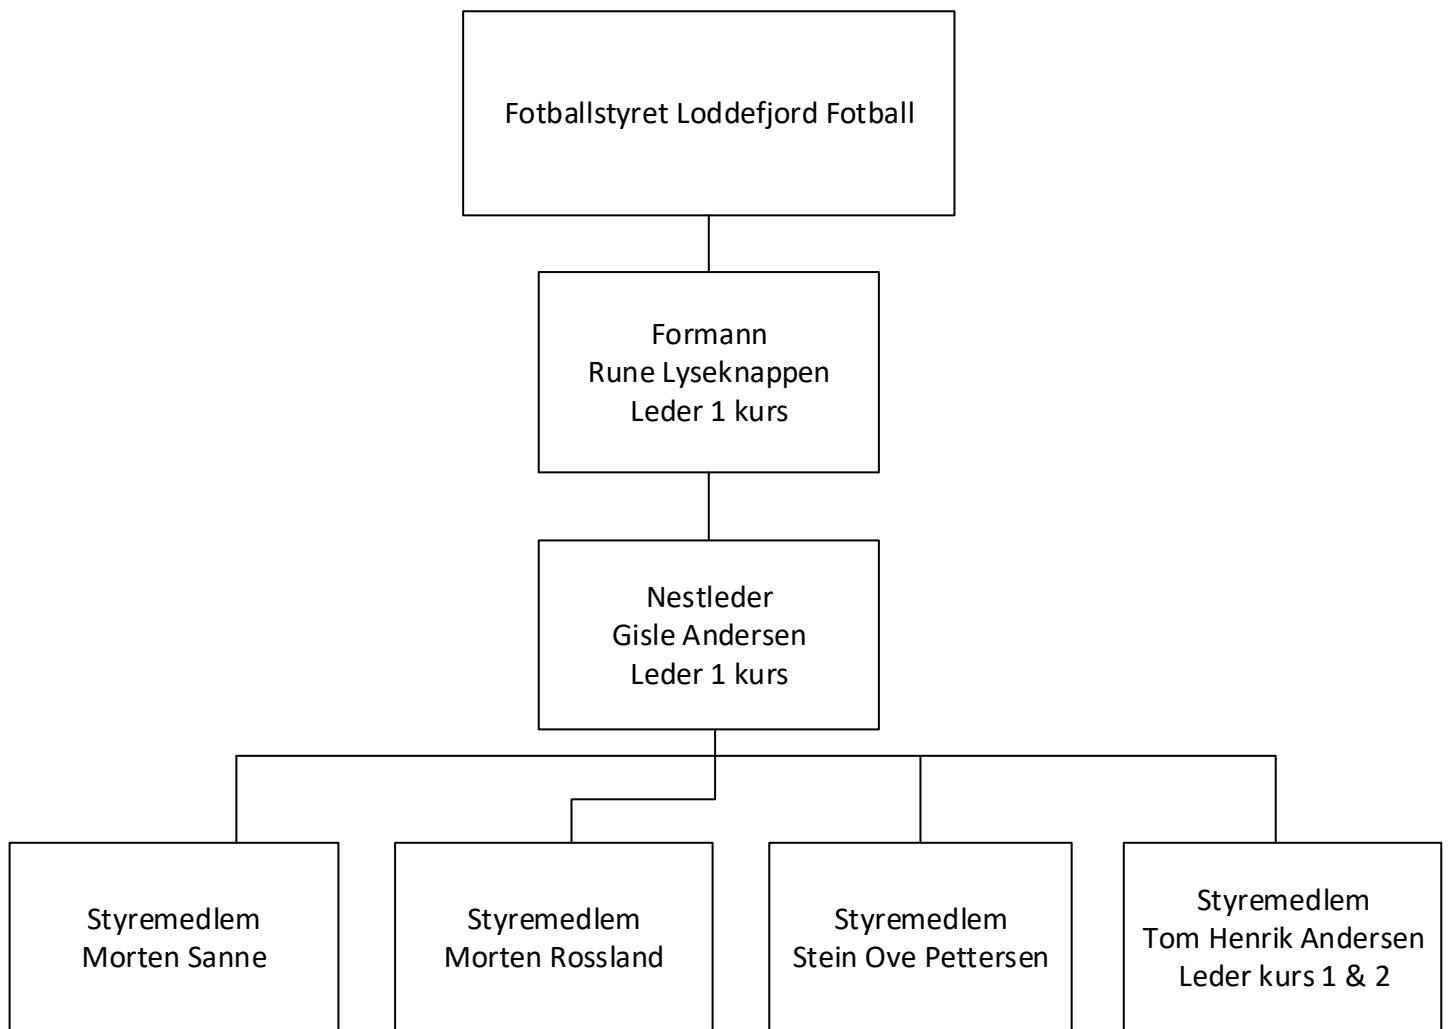 Fotballstyret Loddefjord Fotball
Formann
Rune Lyseknappen
Leder 1 kurs
Nestleder
Gisle Andersen
Leder 1 kurs
Styremedlem
Morten Sanne
Styremedlem
Morten Rossland
Styremedlem
Stein Ove Pettersen
Styremedlem
Tom Henrik Andersen
Leder kurs 1 & 2